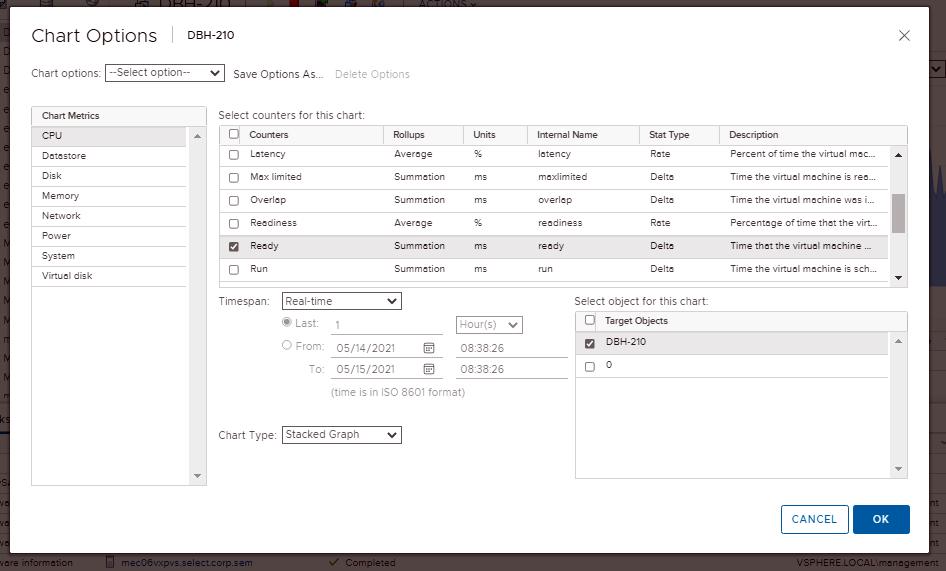 DBH-210
ACTIONS
Chart Options | DBH-210
Chart options: --Select option-- Save Options As... Delete Options
Chart Metrics
CPU
Datastore
Disk
Memory
Network
Power
System
Virtual disk
Select counters for this chart:
Counters Rollups Units Internal Name Stat Type Description
Latency Average % latency Rate Percent of time the virtual mac...
Max limited Summation ms maxlimited Delta Time the virtual machine is rea...
Overlap Summation ms overlap Delta Time the virtual machine was i...
Readiness Average % readiness Rate Percentage of time that the virt...
Ready Summation ms ready Delta Time that the virtual machine ...
Run Summation ms run Delta Time the virtual machine is sch...
Timespan: Real-time
Last: 1 Hour(s)
From: 05/14/2021 08:38:26
To: 05/15/2021 08:38:26
(time is in ISO 8601 format)
Chart Type: Stacked Graph
Select object for this chart:
Target Objects
DBH-210
0
CANCEL OK
ware information mec06vxpvs.select.corp.sem Completed VSPHERE.LOCAL\management